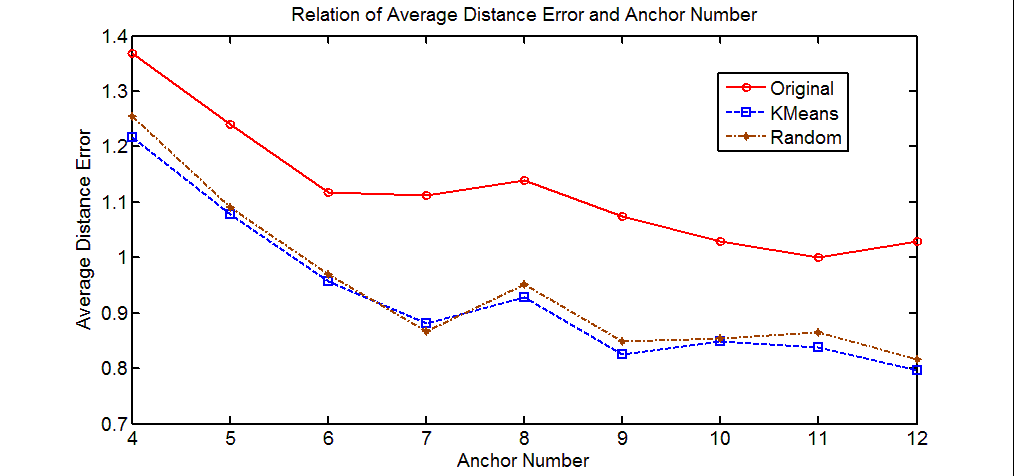 Relation of Average Distance Error and Anchor Number
1.4
1.3
1.2
1.1
1
0.9
0.8
0.7
Average Distance Error
Original
KMeans
Random
4 5 6 7 8 9 10 11 12
Anchor Number